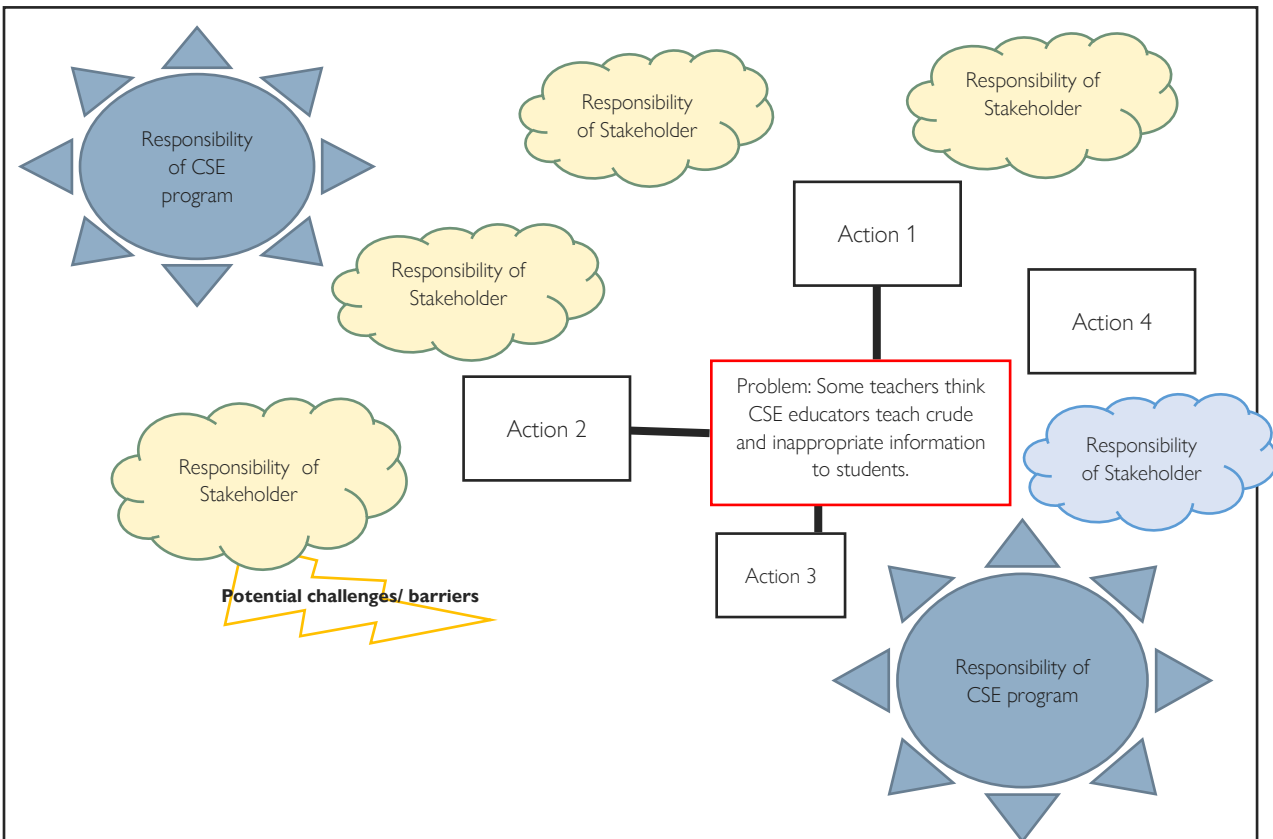 Responsibility
of CSE
program
Responsibility
of Stakeholder
Responsibility of
Stakeholder
Action 1
Responsibility of
Stakeholder
Action 4
Problem: Some teachers think
CSE educators teach crude
and inappropriate information
to students.
Action 2
Responsibility of
Stakeholder
Responsibility
of Stakeholder
Action 3
Potential challenges/ barriers
Responsibility of
CSE program